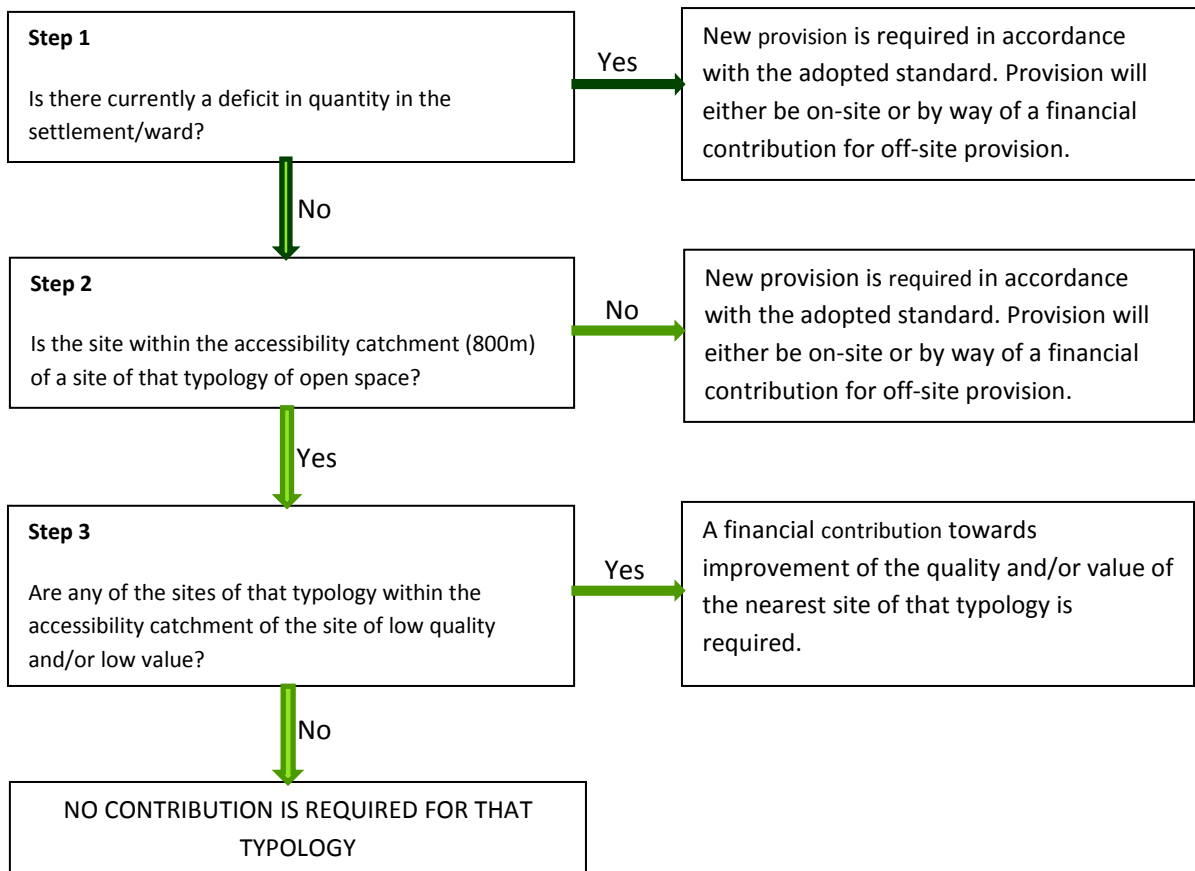 Step 1
Is there currently a deficit in quantity in the
settlement/ward?
Yes
New provision is required in accordance
with the adopted standard. Provision will
either be on-site or by way of a financial
contribution for off-site provision.
No
Step 2
Is the site within the accessibility catchment (800m)
of a site of that typology of open space?
No
New provision is required in accordance
with the adopted standard. Provision will
either be on-site or by way of a financial
contribution for off-site provision.
Yes
Step 3
Are any of the sites of that typology within the
accessibility catchment of the site of low quality
and/or low value?
Yes
A financial contribution towards
improvement of the quality and/or value of
the nearest site of that typology is
required.
No
NO CONTRIBUTION IS REQUIRED FOR THAT
TYPOLOGY